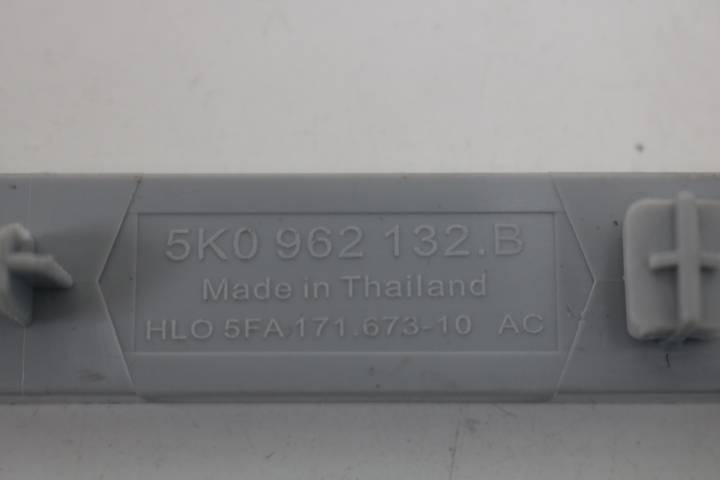 5K0 962 132.B
Made in Thailand
HLO 5FA.171.673-10 AC